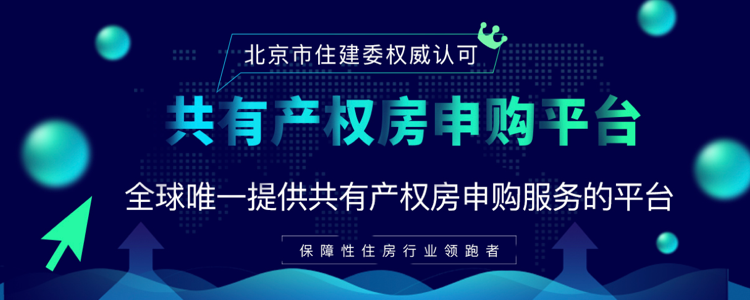 北京市住建委权威认可
共有产权房申购平台
全球唯一提供共有产权房申购服务的平台
保障性住房行业领跑者